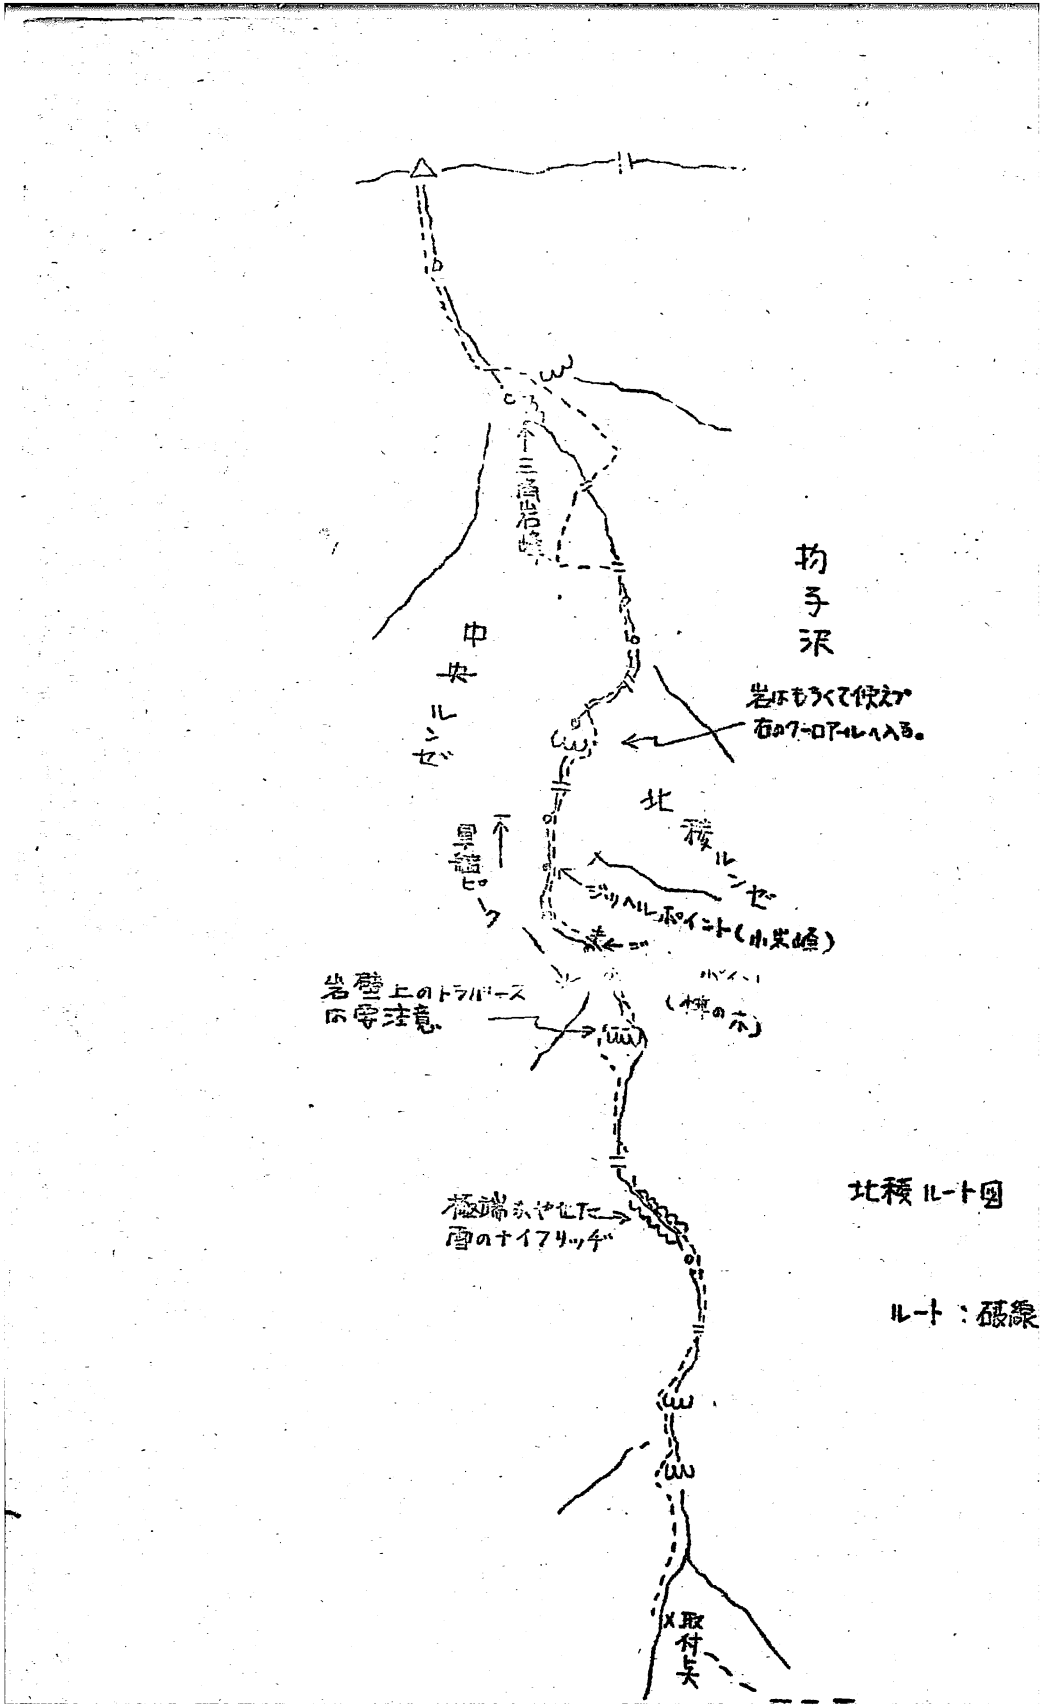 三角岩峰
杓子沢
中央ルンゼ
岩はもろくて使えず
右のクーロアールへ入る。
北稜ルンゼ
軍艦ピーク
ジッヘルポイント(小岩峰)
ジ
ポイント
(樺の木)
岩壁上のトラバース
は要注意
極端にやせた
雪のナイフリッヂ
北稜ルート図
ルート:破線
取付点